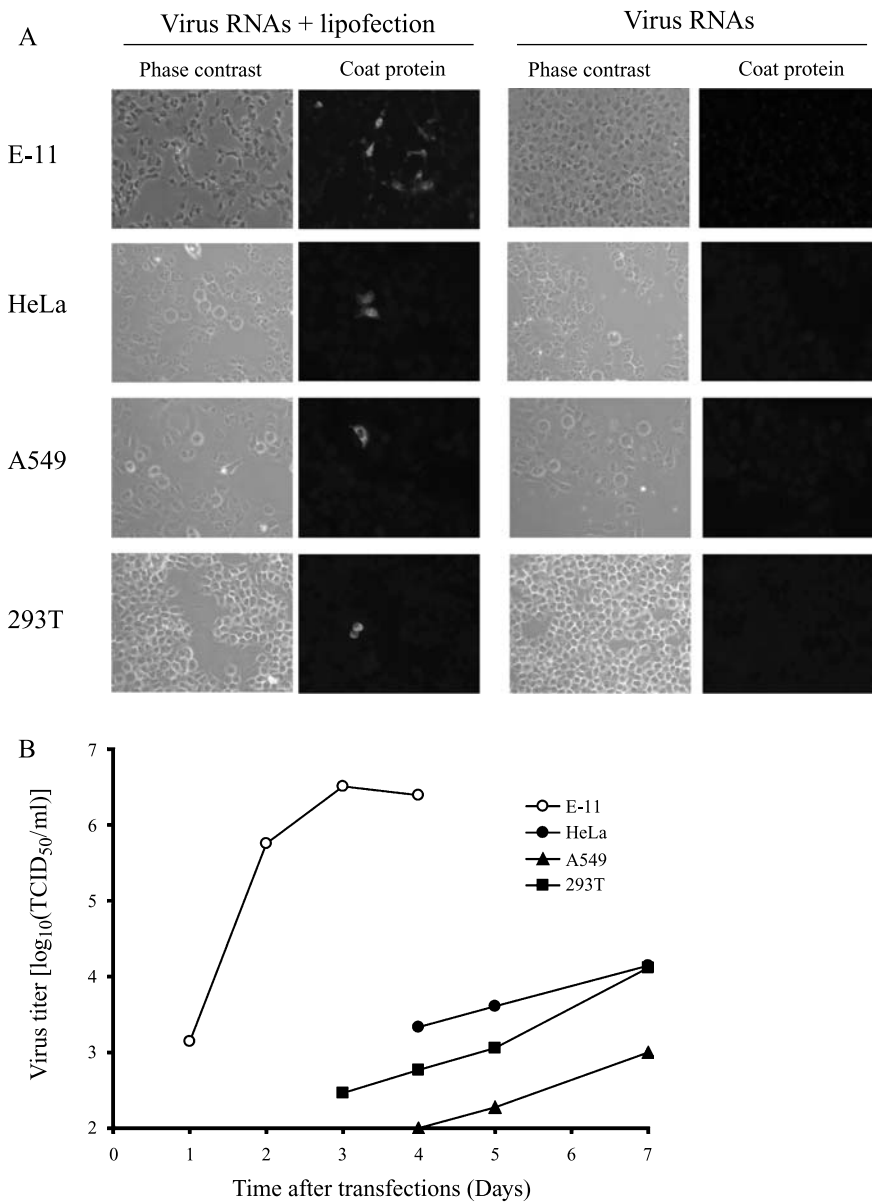 A
Virus RNAs + lipofection
Virus RNAs
Phase contrast
Coat protein
Phase contrast
Coat protein
E-11
HeLa
A549
293T
B
7
6
5
4
3
2
Virus titer [log10(TCID50/ml)]
E-11
HeLa
A549
293T
0 1 2 3 4 5 6 7
Time after transfections (Days)